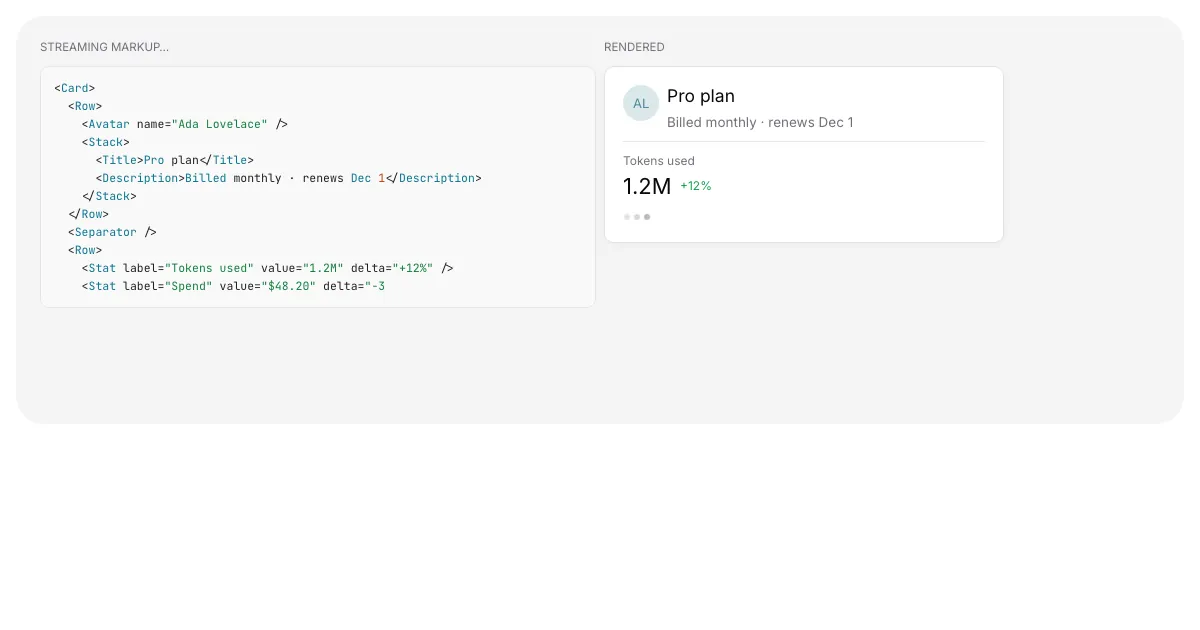 STREAMING MARKUP…
<Card>
<Row>
<Avatar name="Ada Lovelace" />
<Stack>
<Title>Pro plan</Title>
<Description>Billed monthly · renews Dec 1</Description>
</Stack>
</Row>
<Separator />
<Row>
<Stat label="Tokens used" value="1.2M" delta="+12%" />
<Stat label="Spend" value="$48.20" delta="-3
RENDERED
AL
Pro plan
Billed monthly · renews Dec 1
Tokens used
1.2M +12%